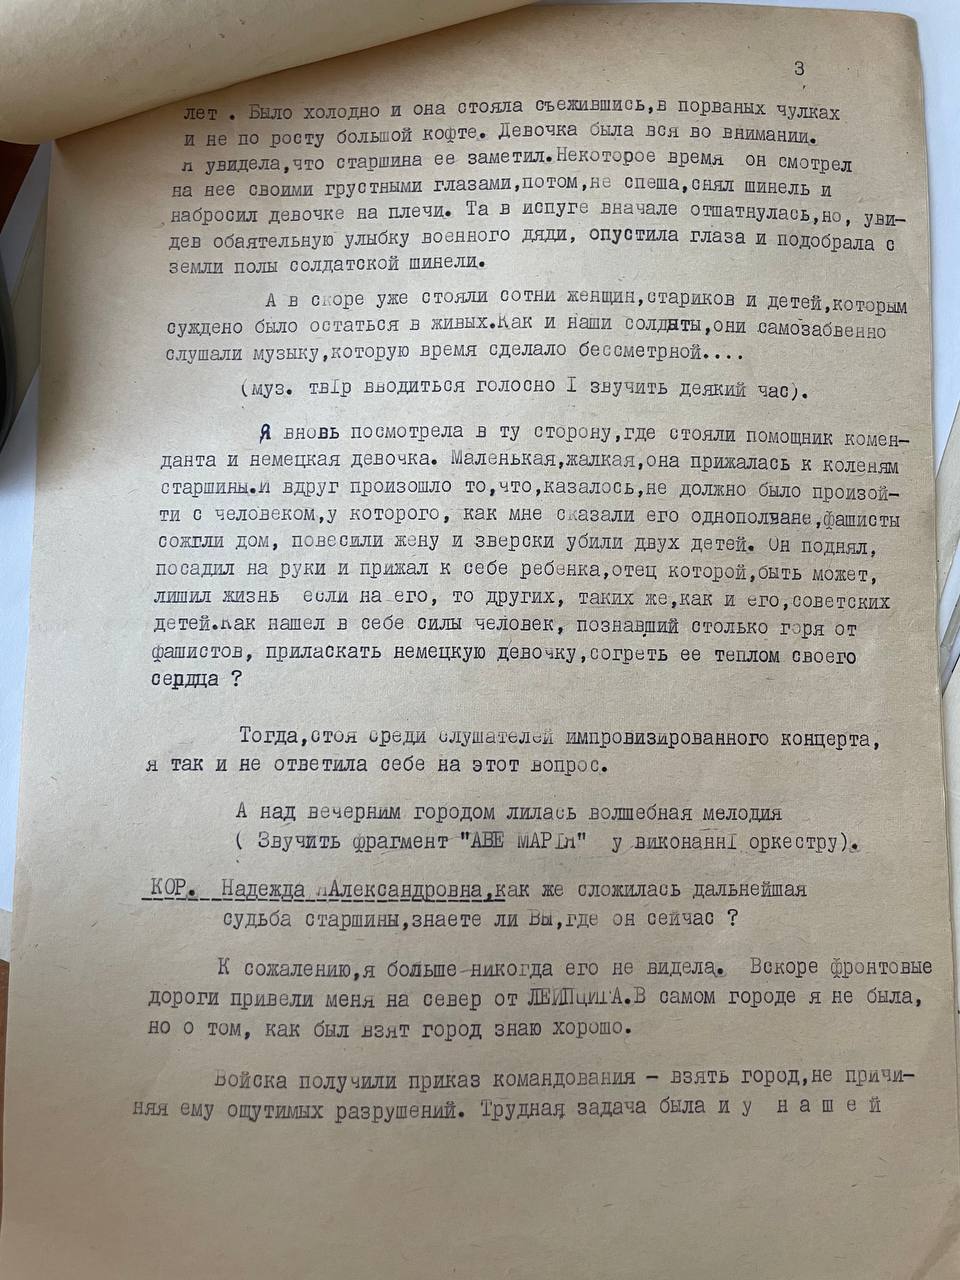 3
лет . Было холодно и она стояла съежившись,в порваных чулках
и не по росту большой кофте. Девочка была вся во внимании.
Я увидела,что старшина ее заметил.Некоторое время он смотрел
на нее своими грустными глазами,потом,не спеша,снял шинель и
набросил девочке на плечи. Та в испуге вначале отшатнулась,но, уви-
дев обаятельную улыбку военного дяди, опустила глаза и подобрала с
земли полы солдатской шинели.
А в скоре уже стояли сотни женщин,стариков и детей,которым
суждено было остаться в живых.Как и наши солдаты,они самозабвенно
слушали музыку,которую время сделало бессметрной....
(муз. твІр вводиться голосно І звучить деякий час).
Я вновь посмотрела в ту сторону,где стояли помощник комен-
данта и немецкая девочка. Маленькая,жалкая,она прижалась к коленям
старшины.И вдруг произошло то,что,казалось,не должно было произой-
ти с человеком,у которого, как мне сказали его однополчане,фашисты
сожгли дом, повесили жену и зверски убили двух детей. Он поднял,
посадил на руки и прижал к себе ребенка,отец которой,быть может,
лишил жизнь если на его, то других, таких же,как и его,советских
детей.Как нашел в себе силы человек, познавший столько горя от
фашистов, приласкать немецкую девочку,согреть ее теплом своего
сердца ?
Тогда,стоя среди слушателей импровизированного концерта,
я так и не ответила себе на этот вопрос.
А над вечерним городом лилась волшебная мелодия
( Звучить фрагмент "АВЕ МАРІЯ" у виконаннІ оркестру).
КОР. Надежда Александровна,как же сложилась дальнейшая
судьба старшины,знаете ли Вы,где он сейчас ?
К сожалению,я больше никогда его не видела. Вскоре фронтовые
дороги привели меня на север от ЛЕЙПЦИГА.В самом городе я не была,
но о том, как был взят город знаю хорошо.
Войска получили приказ командования - взять город,не причи-
няя ему ощутимых разрушений. Трудная задача была и у н а ш е й